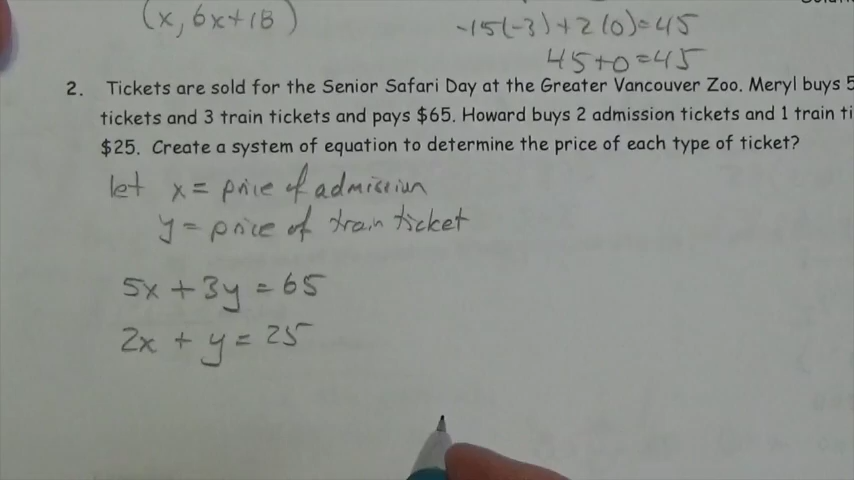 (x, 6x+18)
-15(-3)+2(0)=45
45+0=45
2. Tickets are sold for the Senior Safari Day at the Greater Vancouver Zoo. Meryl buys 5
tickets and 3 train tickets and pays $65. Howard buys 2 admission tickets and 1 train ti
$25. Create a system of equation to determine the price of each type of ticket?
let x = price of admission
y = price of train ticket
5x + 3y = 65
2x + y = 25